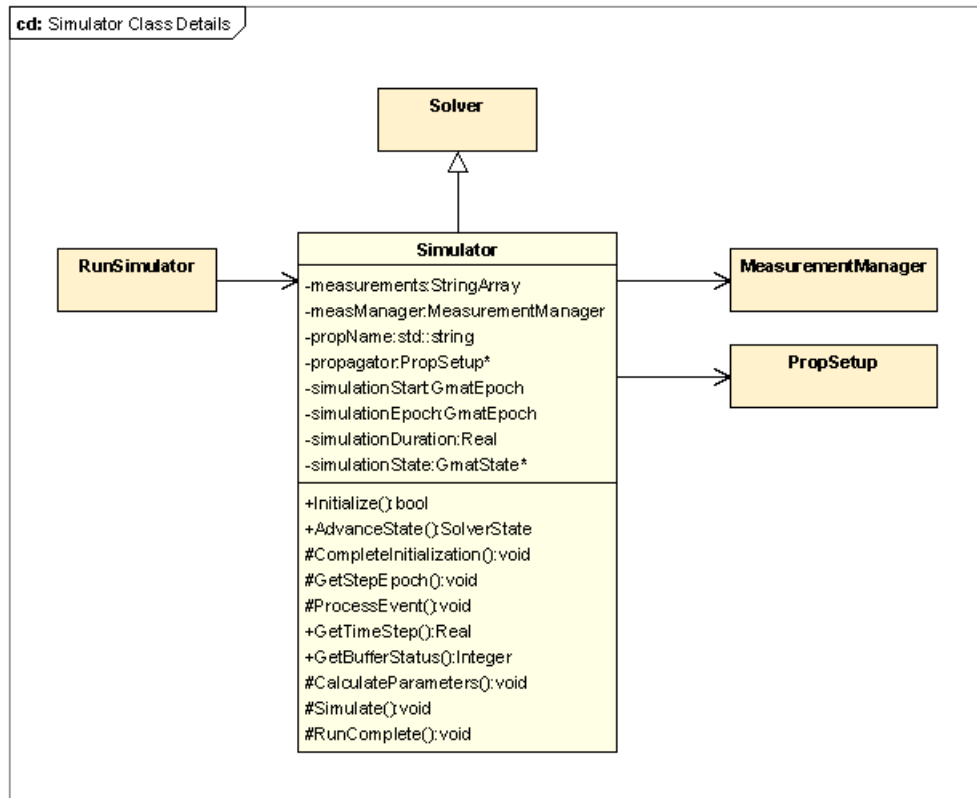 cd: Simulator Class Details
Solver
RunSimulator
Simulator
MeasurementManager
-measurements:StringArray
-measManager:MeasurementManager
-propName:std::string
-propagator:PropSetup*
-simulationStart:GmatEpoch
-simulationEpoch:GmatEpoch
-simulationDuration:Real
-simulationState:GmatState*
PropSetup
+Initialize():bool
+AdvanceState():SolverState
#CompleteInitialization():void
#GetStepEpoch():void
#ProcessEvent():void
+GetTimeStep():Real
+GetBufferStatus():Integer
#CalculateParameters():void
#Simulate():void
#RunComplete():void